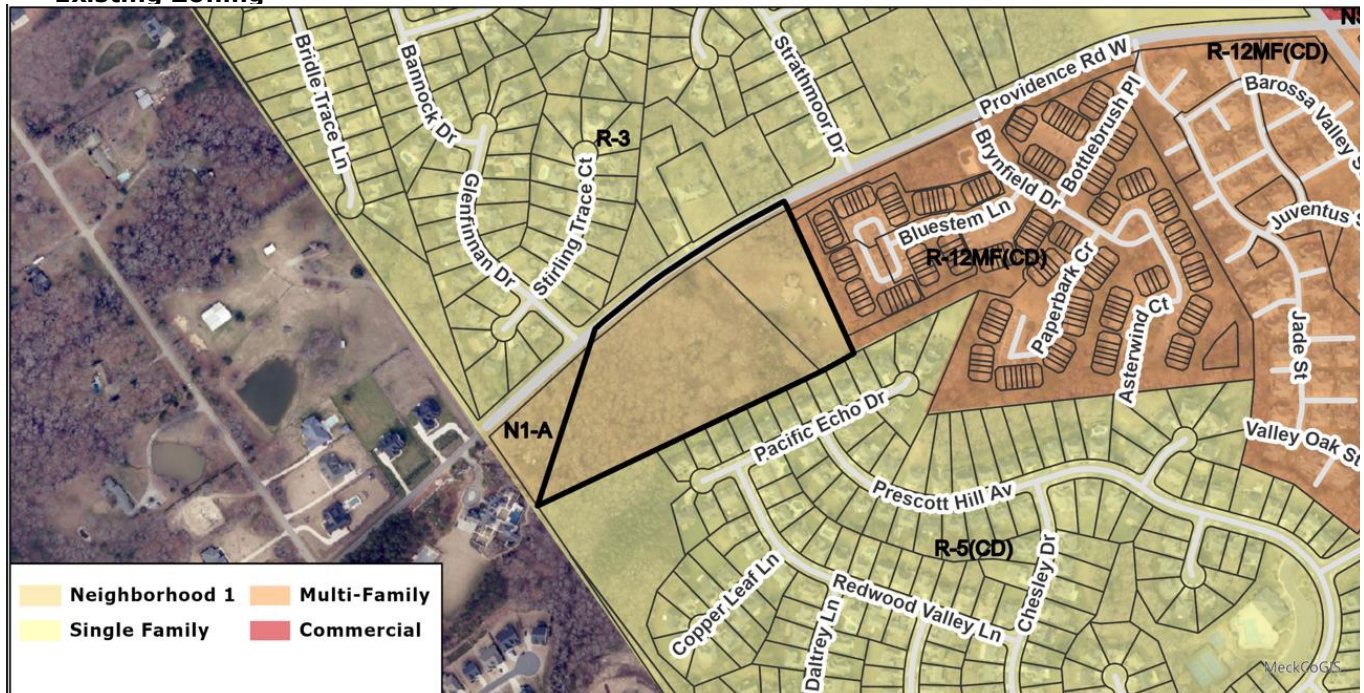 Existing Zoning
N
R-12MF(CD)
Providence Rd W
Barossa Valley S
Bridle Trace Ln
Bannock Dr
Strathmoor Dr
R-3
Brynfield Dr
Bottlebrush Pl
Glenfinnan Dr
Stirling Trace Ct
Bluestem Ln
Juventus S
R-12MF(CD)
Paperbark Cr
Asterwind Ct
Jade St
Pacific Echo Dr
N1-A
Valley Oak St
Prescott Hill Av
R-5(CD)
Chesley Dr
Redwood Valley Ln
Copper Leaf Ln
Daltrey Ln
Neighborhood 1
Multi-Family
Single Family
Commercial
MeckCoGIS